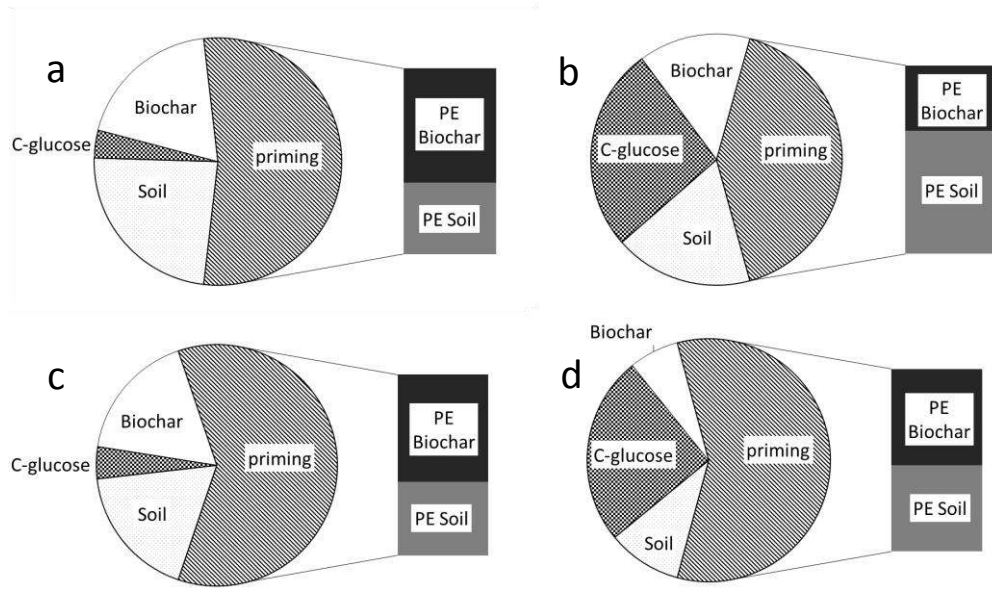 a
Biochar
C-glucose
Soil
priming
PE
Biochar
PE Soil
b
Biochar
C-glucose
Soil
priming
PE
Biochar
PE Soil
c
Biochar
C-glucose
Soil
priming
PE
Biochar
PE Soil
d
Biochar
C-glucose
Soil
priming
PE
Biochar
PE Soil